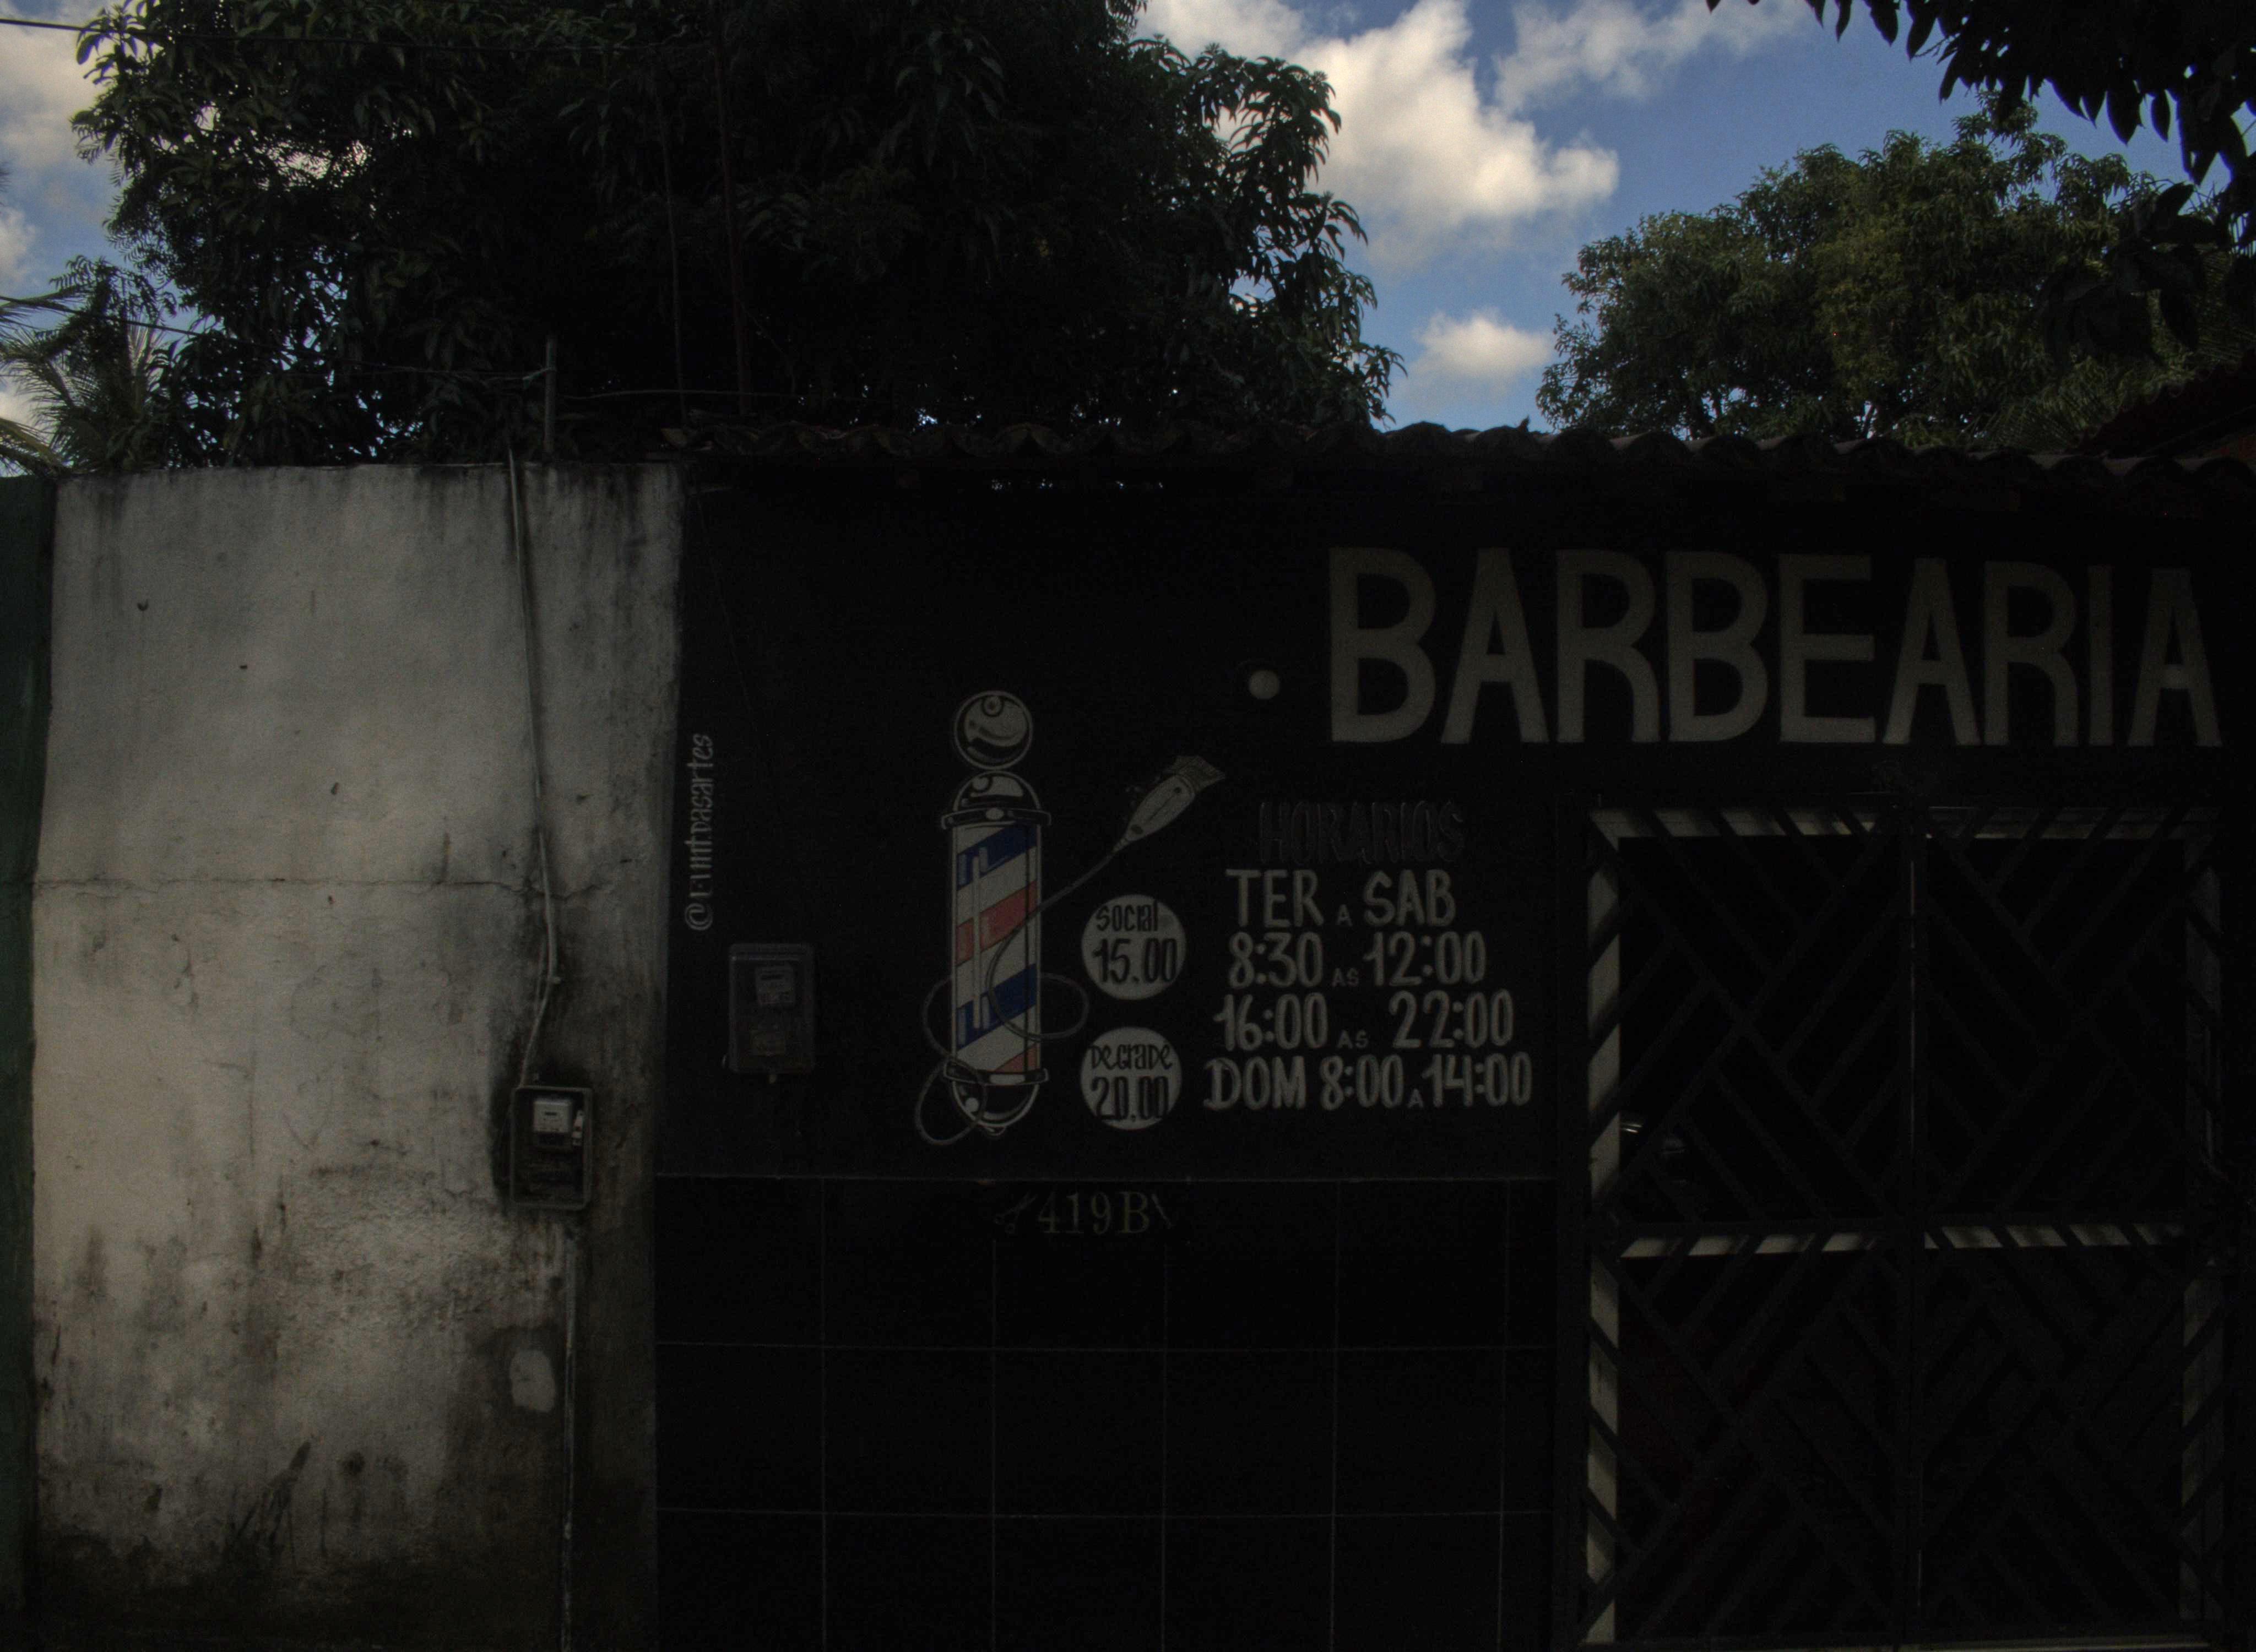 BARBEARIA
HORARIOS
TER A SAB
8:30 AS 12:00
16:00 AS 22:00
DOM 8:00 A 14:00
Social
15.00
Degradê
20,00
419B